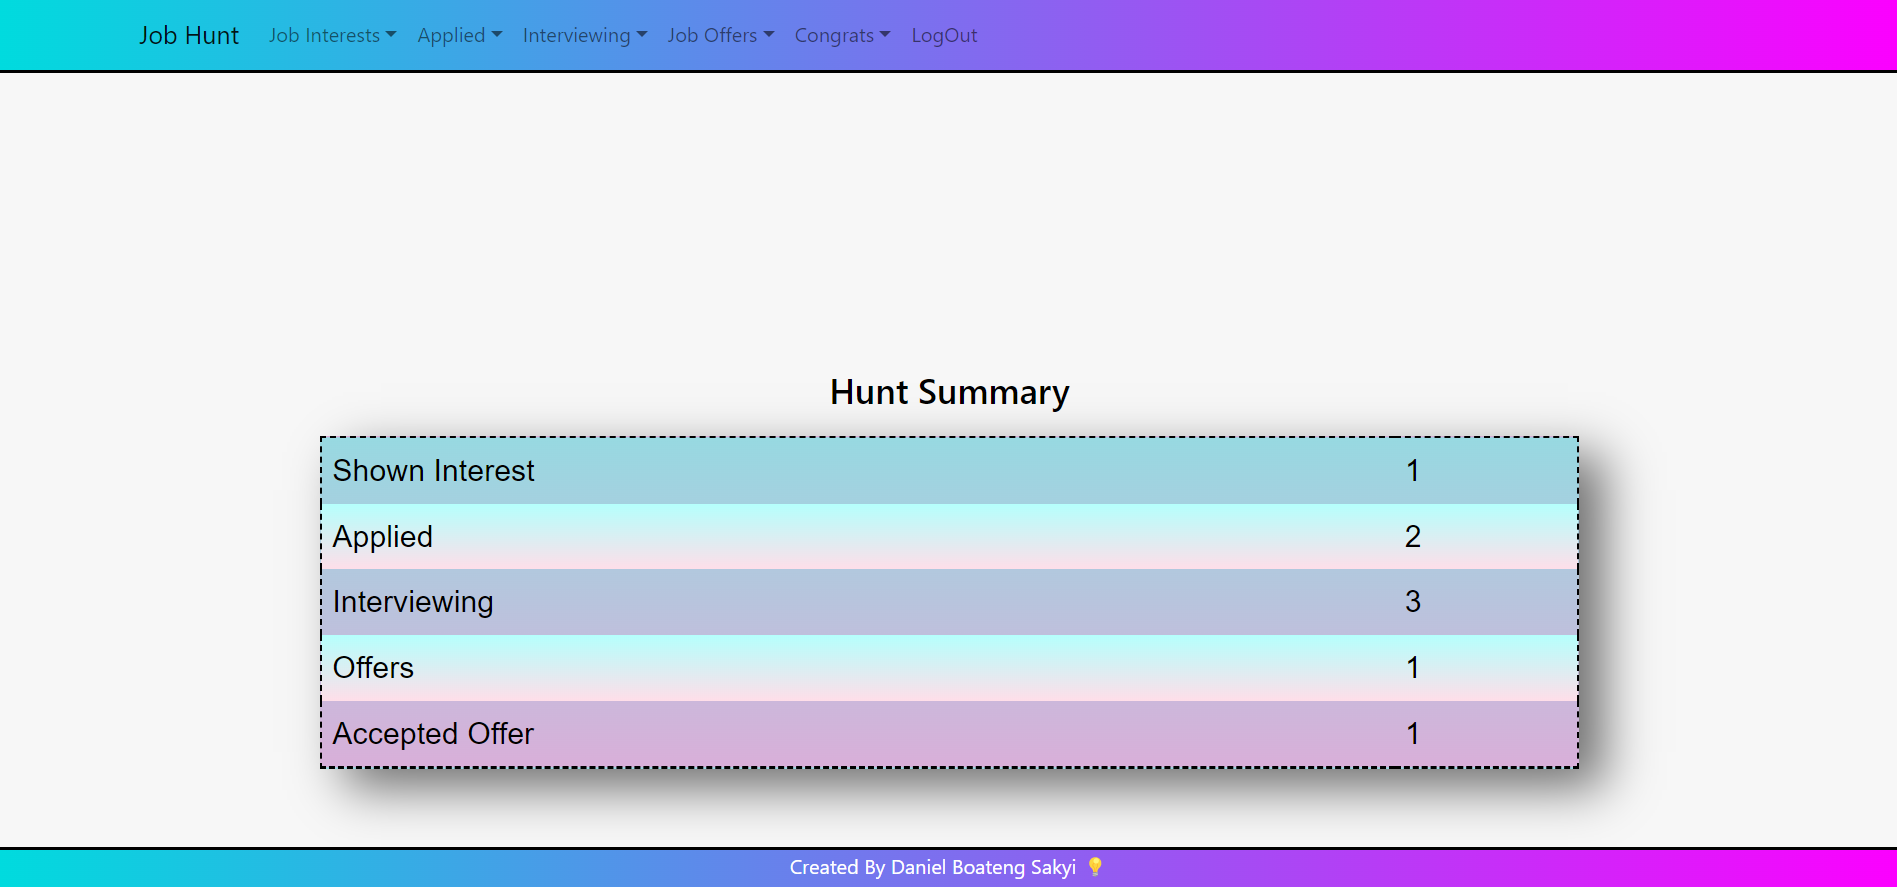 Job Hunt Job Interests Applied Interviewing Job Offers Congrats LogOut
Hunt Summary
Shown Interest 1
Applied 2
Interviewing 3
Offers 1
Accepted Offer 1
Created By Daniel Boateng Sakyi 💡